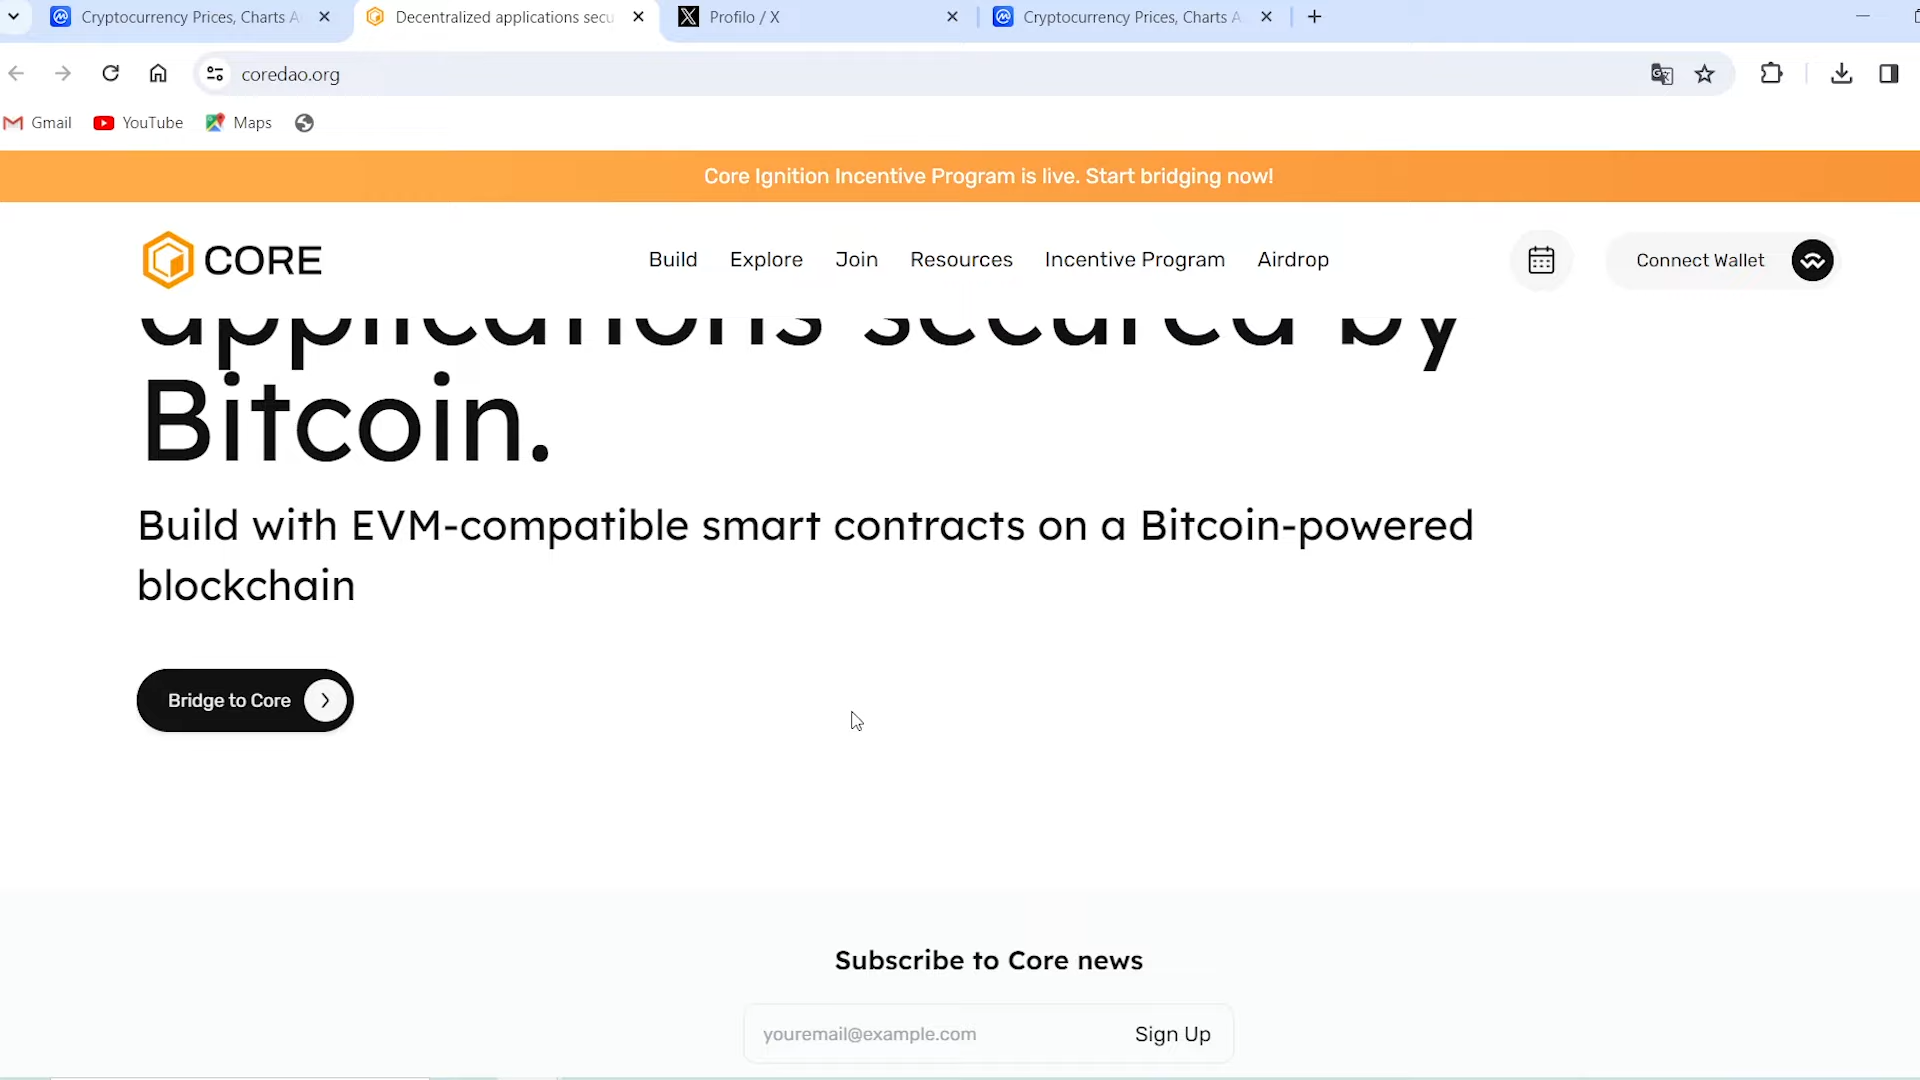 Cryptocurrency Prices, Charts A
Decentralized applications secu
Profilo / X
Cryptocurrency Prices, Charts A
coredao.org
Gmail
YouTube
Maps
Core Ignition Incentive Program is live. Start bridging now!
CORE
Build
Explore
Join
Resources
Incentive Program
Airdrop
Connect Wallet
applications secured by
Bitcoin.
Build with EVM-compatible smart contracts on a Bitcoin-powered
blockchain
Bridge to Core
Subscribe to Core news
youremail@example.com
Sign Up